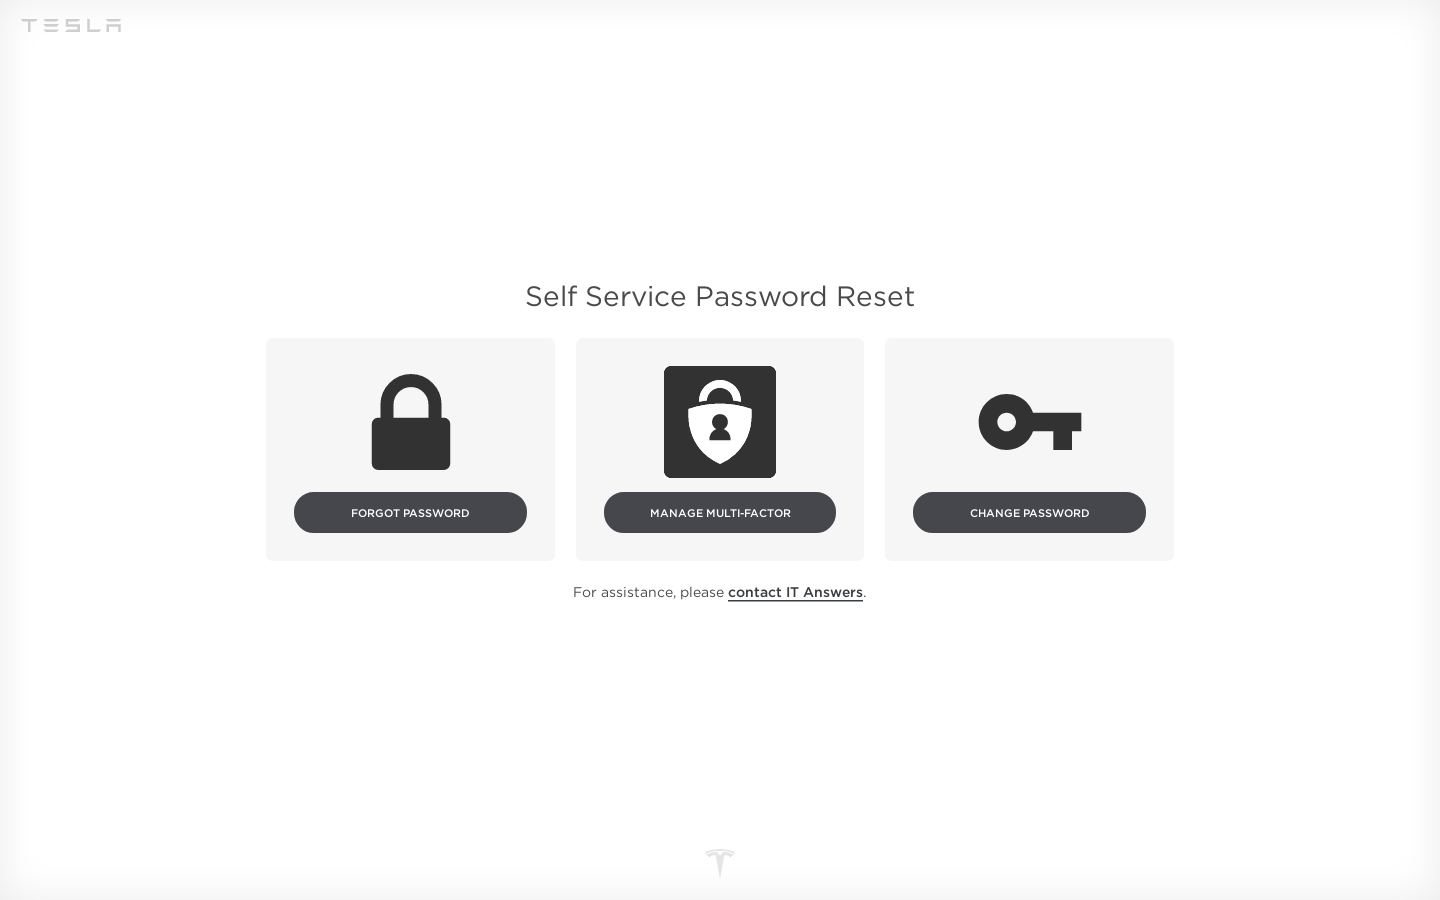 TESLA
Self Service Password Reset
FORGOT PASSWORD
MANAGE MULTI-FACTOR
CHANGE PASSWORD
For assistance, please contact IT Answers.